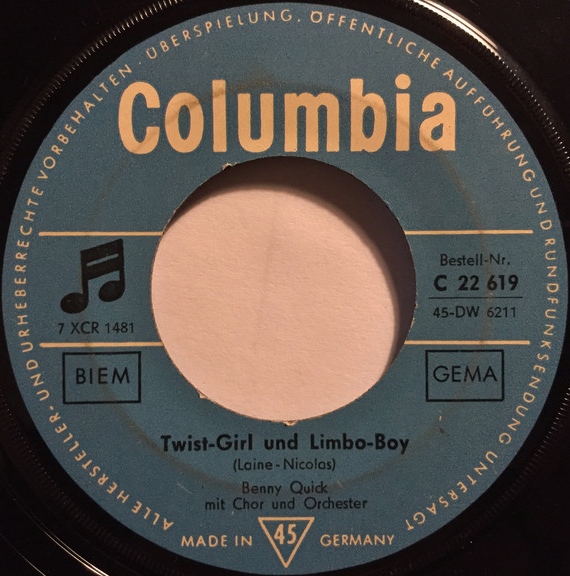 ALLE HERSTELLER- UND URHEBERRECHTE VORBEHALTEN · ÜBERSPIELUNG, ÖFFENTLICHE AUFFÜHRUNG UND RUNDFUNKSENDUNG UNTERSAGT
Columbia
7 XCR 1481
Bestell-Nr.
C 22 619
45-DW 6211
BIEM
GEMA
Twist-Girl und Limbo-Boy
(Laine-Nicolas)
Benny Quick
mit Chor und Orchester
MADE IN 45 GERMANY